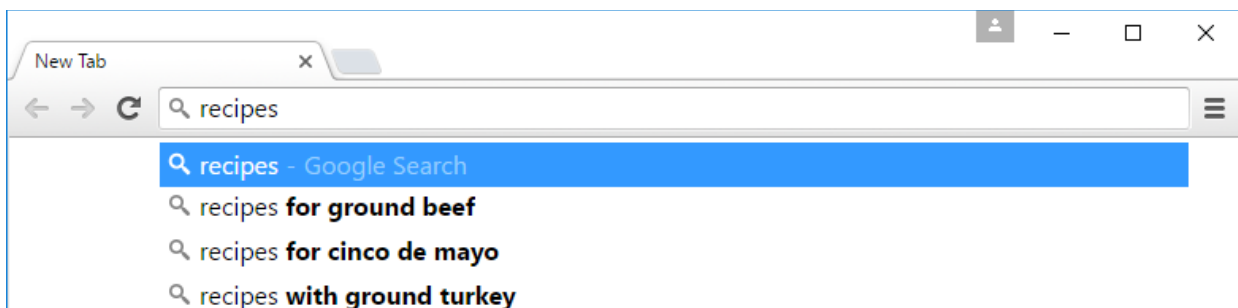 New Tab
recipes
recipes - Google Search
recipes for ground beef
recipes for cinco de mayo
recipes with ground turkey